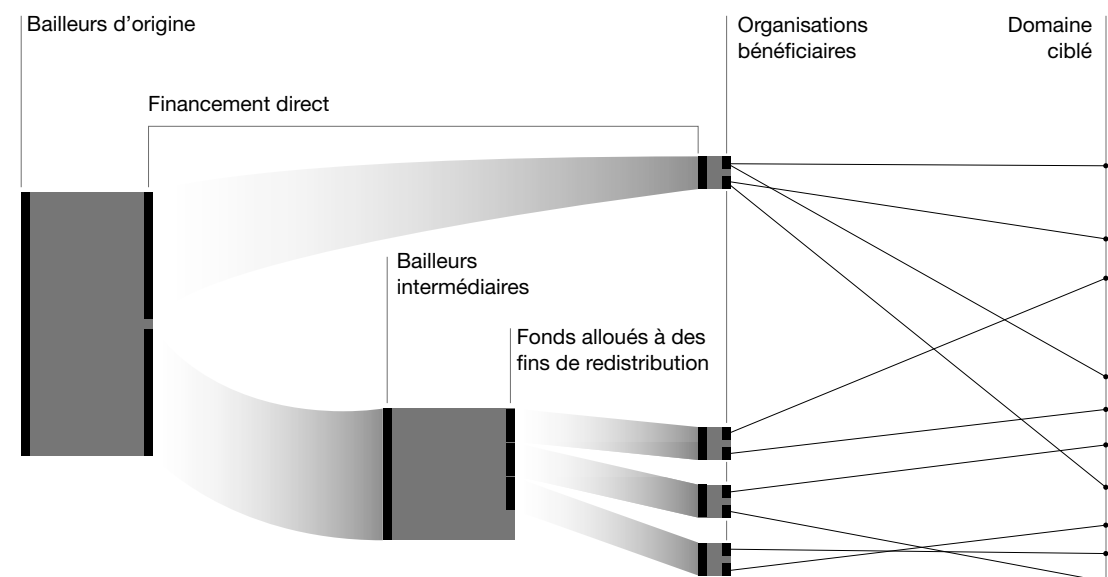 Bailleurs d’origine
Organisations
bénéficiaires
Domaine
ciblé
Financement direct
Bailleurs
intermédiaires
Fonds alloués à des
fins de redistribution